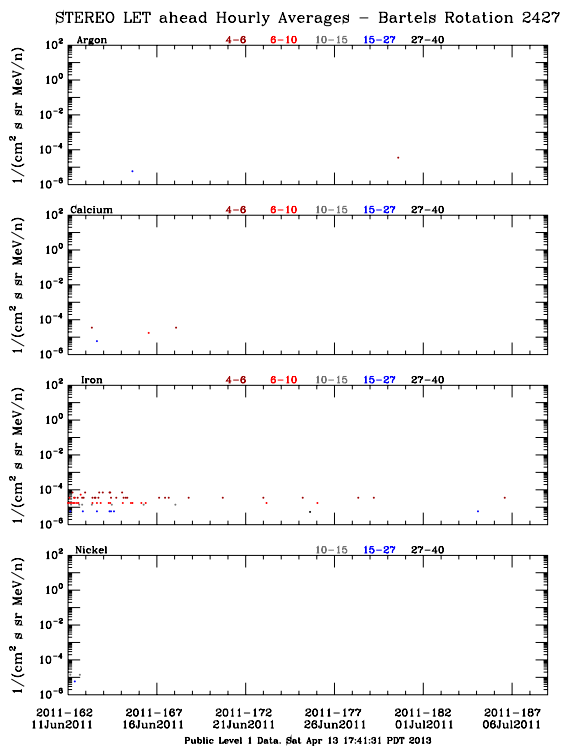 STEREO LET ahead Hourly Averages − Bartels Rotation 2427
Argon 4−6 6−10 10−15 15−27 27−40
10² 10⁰ 10⁻² 10⁻⁴ 10⁻⁶
1/(cm² s sr MeV/n)
Calcium 4−6 6−10 10−15 15−27 27−40
10² 10⁰ 10⁻² 10⁻⁴ 10⁻⁶
1/(cm² s sr MeV/n)
Iron 4−6 6−10 10−15 15−27 27−40
10² 10⁰ 10⁻² 10⁻⁴ 10⁻⁶
1/(cm² s sr MeV/n)
Nickel 10−15 15−27 27−40
10² 10⁰ 10⁻² 10⁻⁴ 10⁻⁶
1/(cm² s sr MeV/n)
2011−162 2011−167 2011−172 2011−177 2011−182 2011−187
11Jun2011 16Jun2011 21Jun2011 26Jun2011 01Jul2011 06Jul2011
Public Level 1 Data. Sat Apr 13 17:41:31 PDT 2013